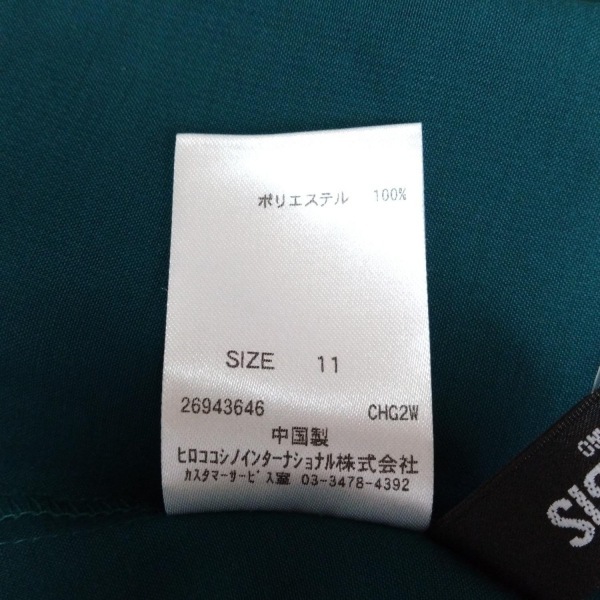 ポリエステル 100%
SIZE 11
26943646 CHG2W
中国製
ヒロココシノインターナショナル株式会社
カスタマーサービス室 03-3478-4392